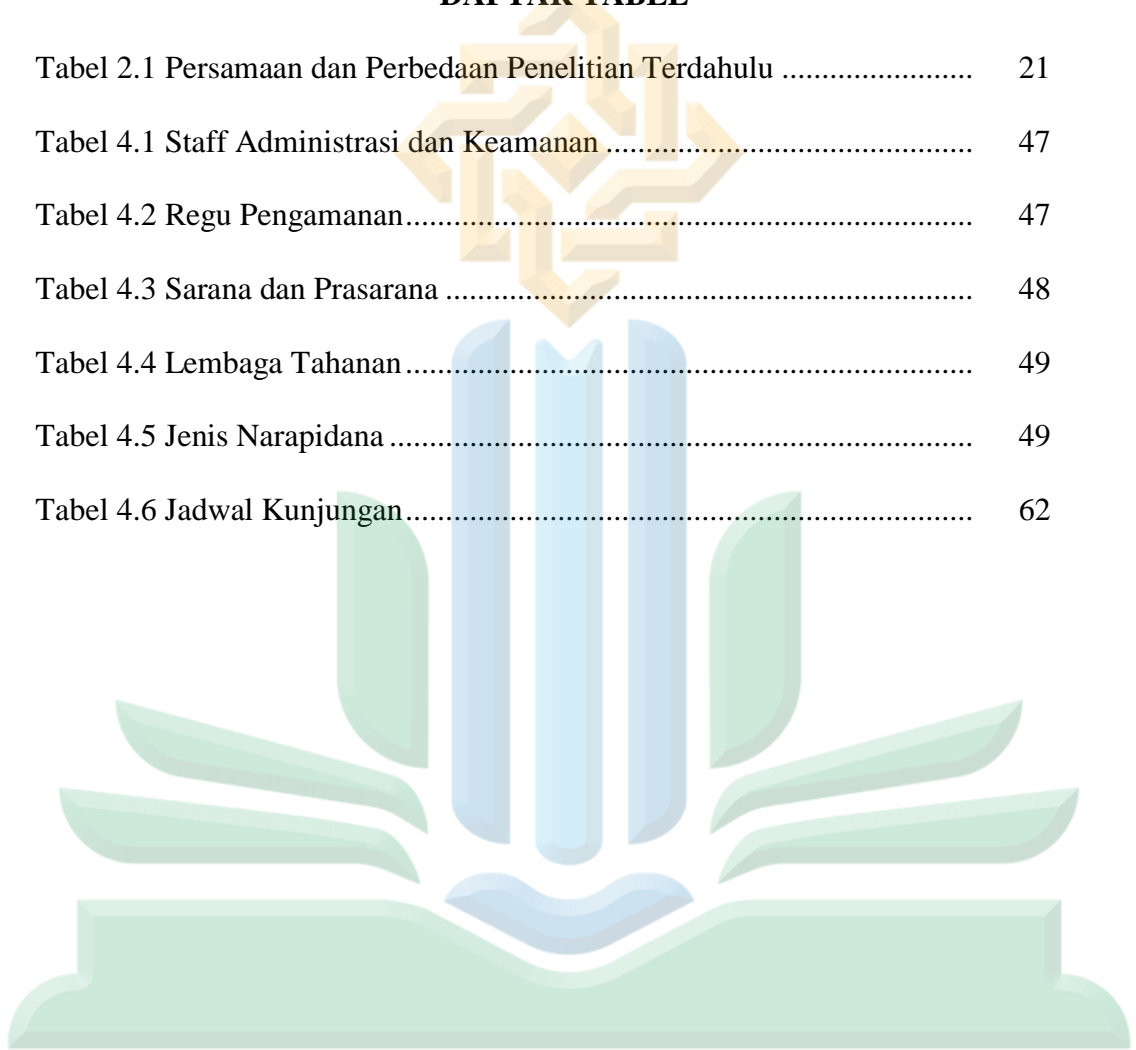 DAFTAR TABEL
Tabel 2.1 Persamaan dan Perbedaan Penelitian Terdahulu ........................ 21
Tabel 4.1 Staff Administrasi dan Keamanan .............................................. 47
Tabel 4.2 Regu Pengamanan....................................................................... 47
Tabel 4.3 Sarana dan Prasarana .................................................................. 48
Tabel 4.4 Lembaga Tahanan....................................................................... 49
Tabel 4.5 Jenis Narapidana ......................................................................... 49
Tabel 4.6 Jadwal Kunjungan....................................................................... 62